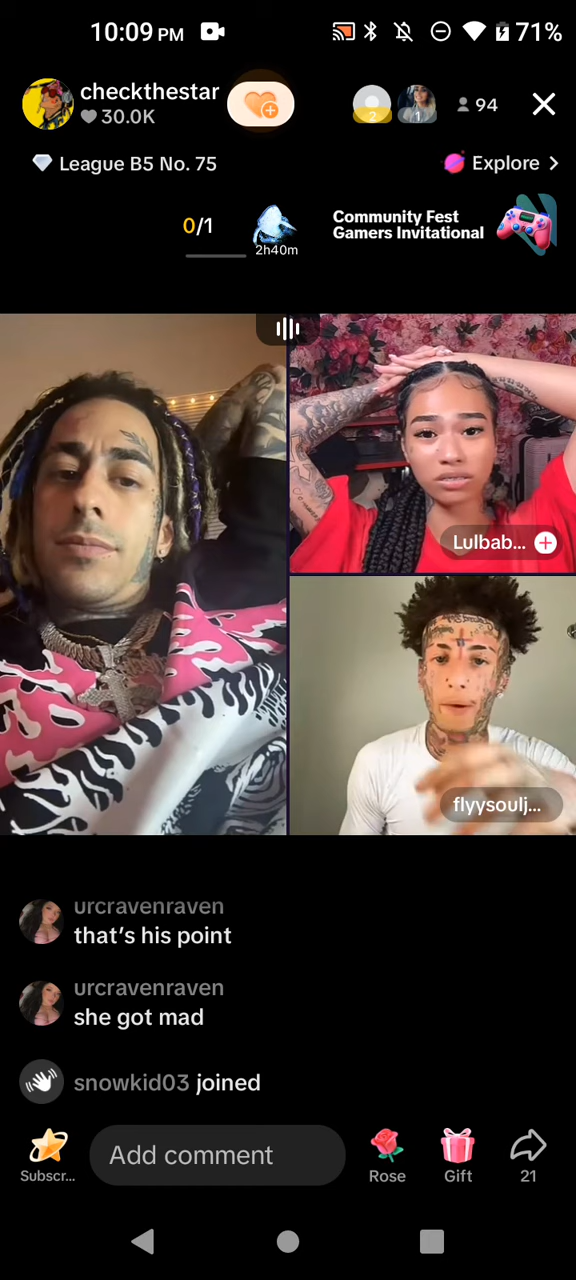 10:09 PM
71%
checkthestar
30.0K
2
1
94
League B5 No. 75
Explore
0/1
2h40m
Community Fest
Gamers Invitational
Lulbab...
flyysoulj...
urcravenraven
that's his point
urcravenraven
she got mad
snowkid03 joined
Add comment
Subscr...
Rose
Gift
21